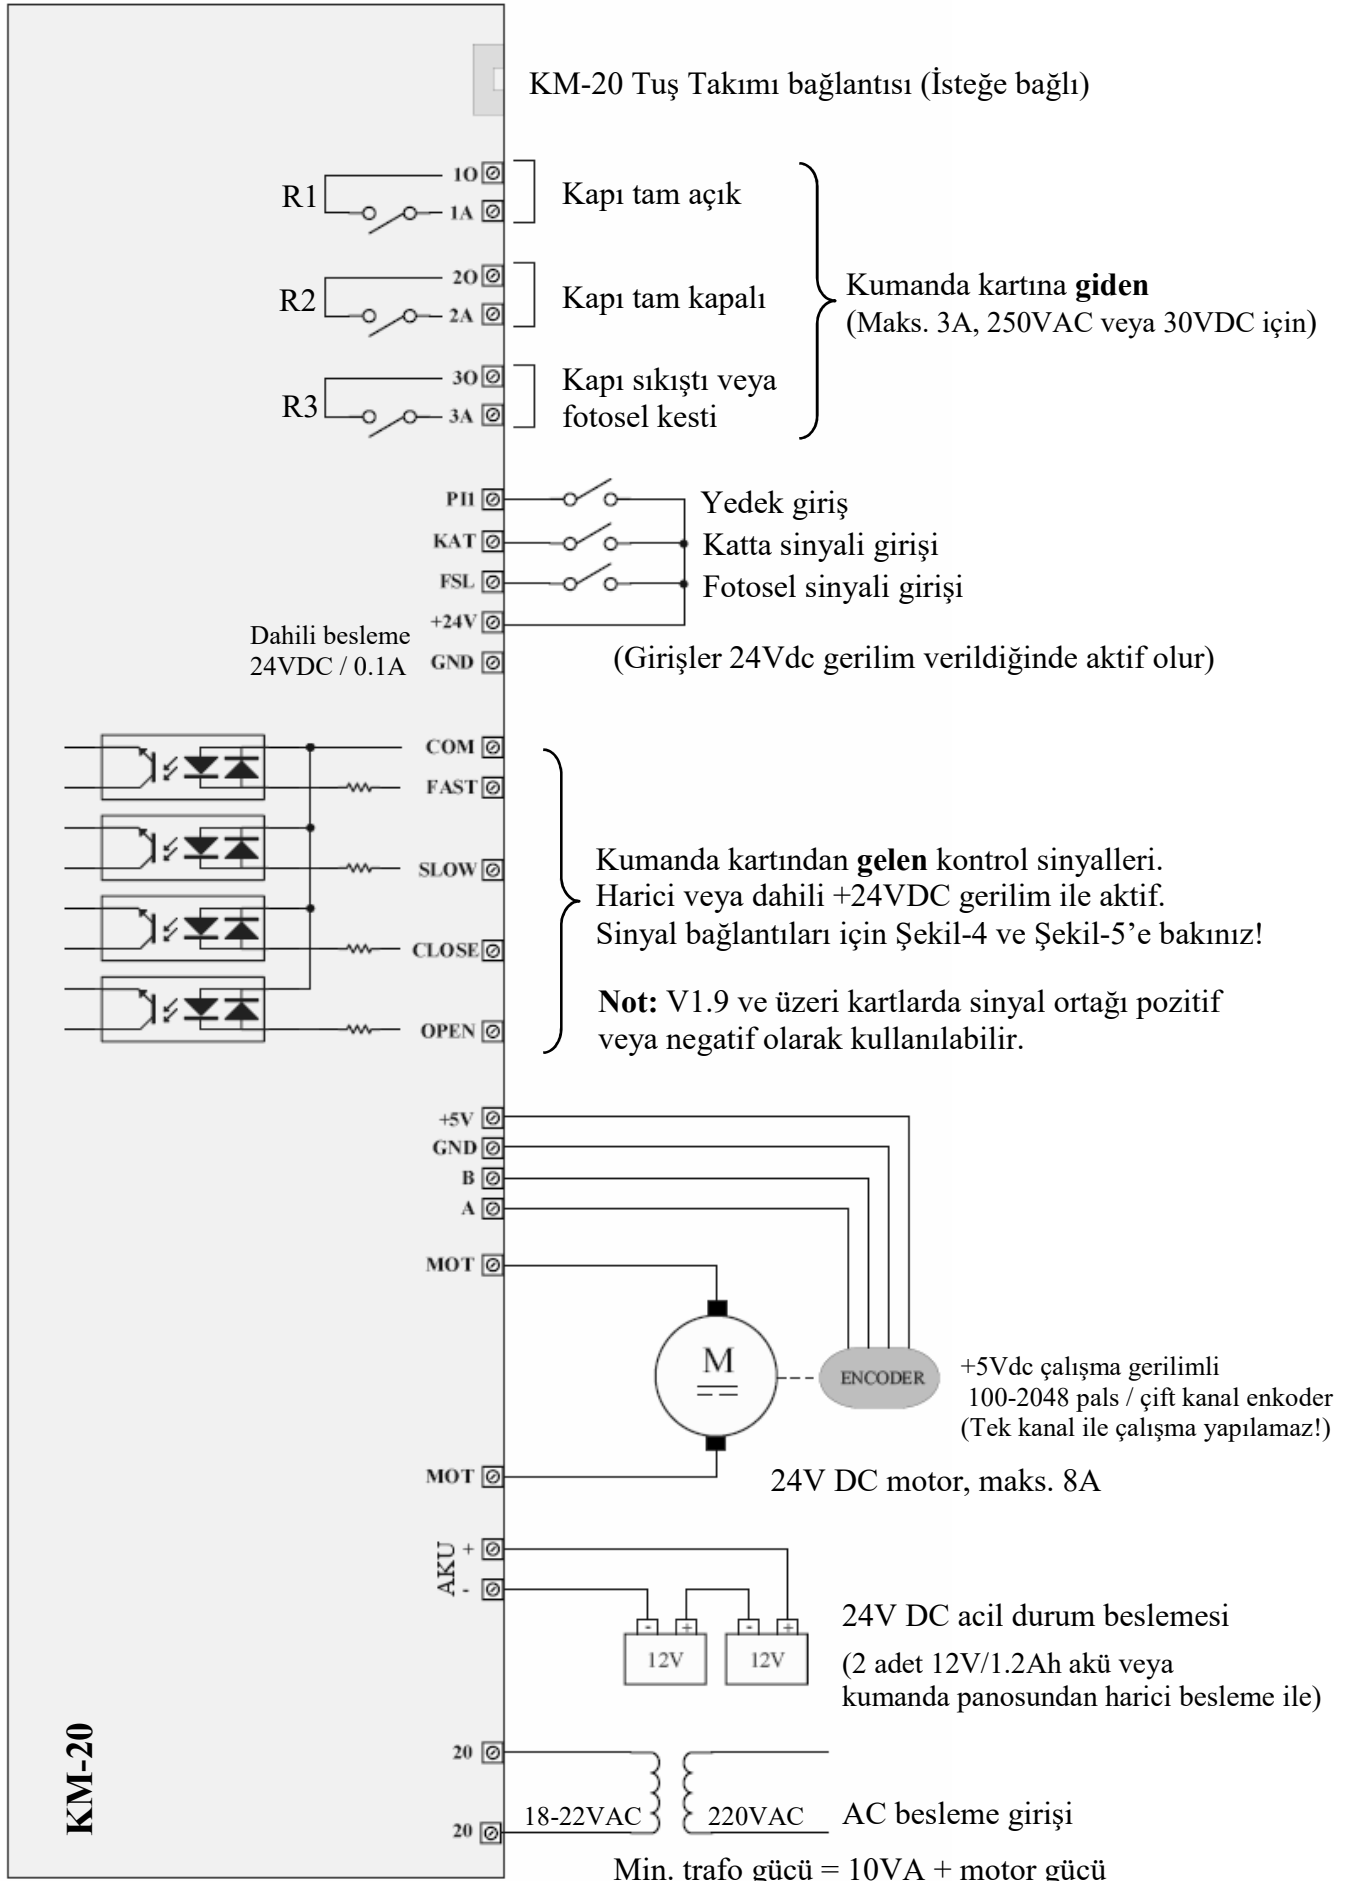 KM-20 Tuş Takımı bağlantısı (İsteğe bağlı)
R1
1O
1A
Kapı tam açık
R2
2O
2A
Kapı tam kapalı
R3
3O
3A
Kapı sıkıştı veya
fotosel kesti
Kumanda kartına giden
(Maks. 3A, 250VAC veya 30VDC için)
PI1
Yedek giriş
KAT
Katta sinyali girişi
FSL
Fotosel sinyali girişi
+24V
Dahili besleme
24VDC / 0.1A
GND
(Girişler 24Vdc gerilim verildiğinde aktif olur)
COM
FAST
SLOW
CLOSE
OPEN
Kumanda kartından gelen kontrol sinyalleri.
Harici veya dahili +24VDC gerilim ile aktif.
Sinyal bağlantıları için Şekil-4 ve Şekil-5’e bakınız!
Not: V1.9 ve üzeri kartlarda sinyal ortağı pozitif
veya negatif olarak kullanılabilir.
+5V
GND
B
A
MOT
M
ENCODER
+5Vdc çalışma gerilimli
100-2048 pals / çift kanal enkoder
(Tek kanal ile çalışma yapılamaz!)
MOT
24V DC motor, maks. 8A
AKU
+
-
- + - +
12V 12V
24V DC acil durum beslemesi
(2 adet 12V/1.2Ah akü veya
kumanda panosundan harici besleme ile)
KM-20
20
20
18-22VAC
220VAC
AC besleme girişi
Min. trafo gücü = 10VA + motor gücü